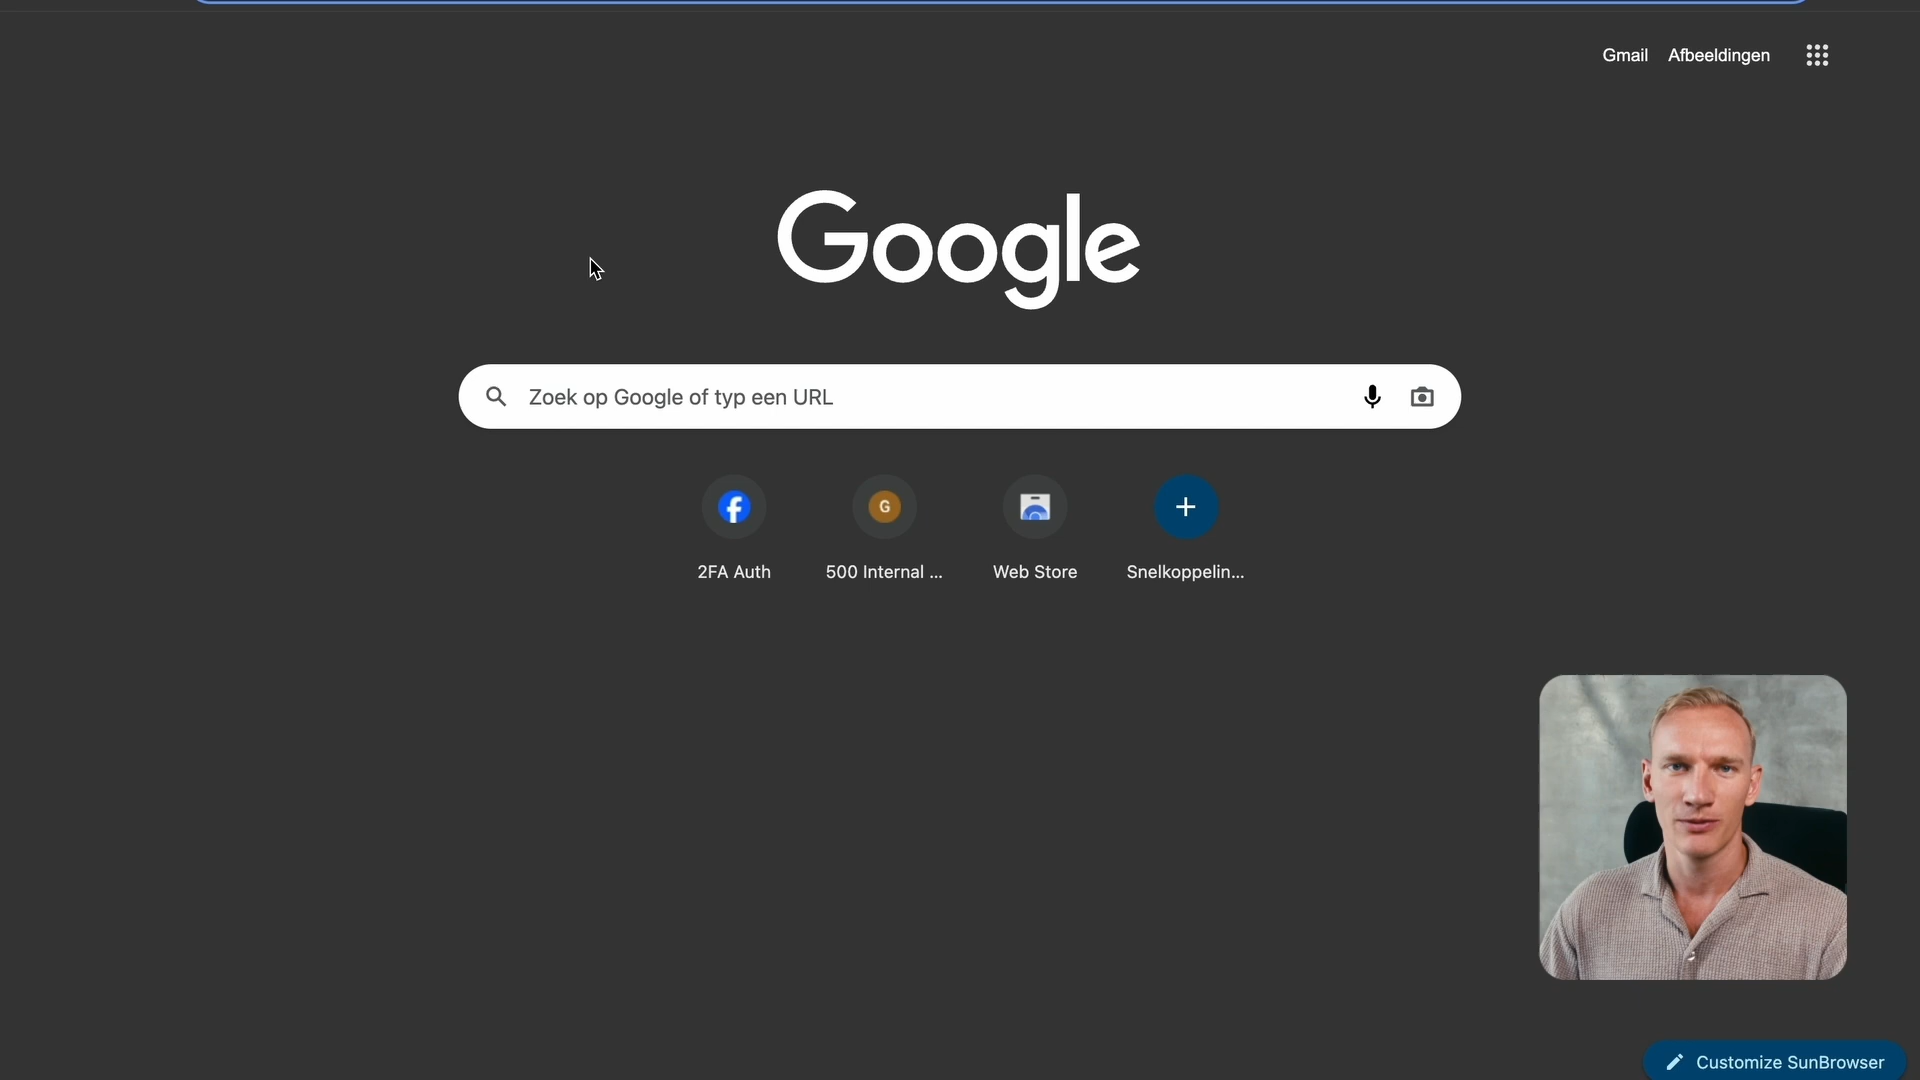 Gmail Afbeeldingen
Google
Zoek op Google of typ een URL
G
2FA Auth 500 Internal ... Web Store Snelkoppelin...
Customize SunBrowser